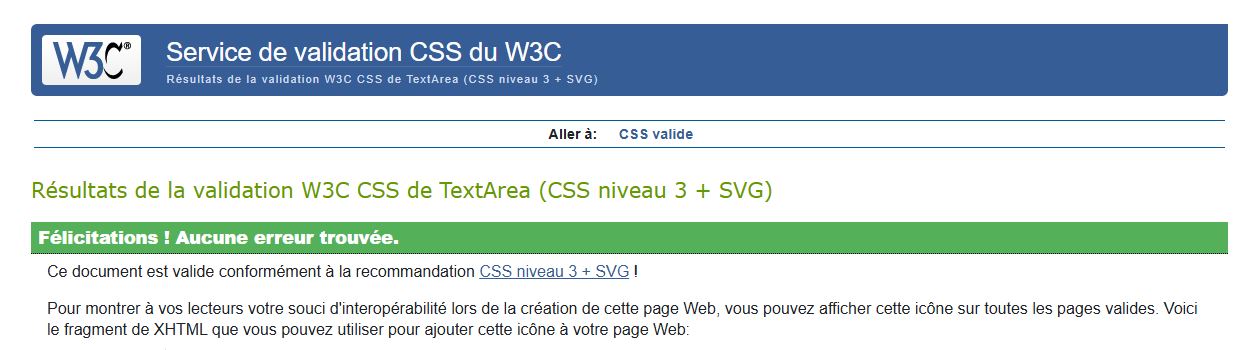 W3C®
Service de validation CSS du W3C
Résultats de la validation W3C CSS de TextArea (CSS niveau 3 + SVG)
Aller à: CSS valide
Résultats de la validation W3C CSS de TextArea (CSS niveau 3 + SVG)
Félicitations ! Aucune erreur trouvée.
Ce document est valide conformément à la recommandation CSS niveau 3 + SVG !
Pour montrer à vos lecteurs votre souci d'interopérabilité lors de la création de cette page Web, vous pouvez afficher cette icône sur toutes les pages valides. Voici
le fragment de XHTML que vous pouvez utiliser pour ajouter cette icône à votre page Web: